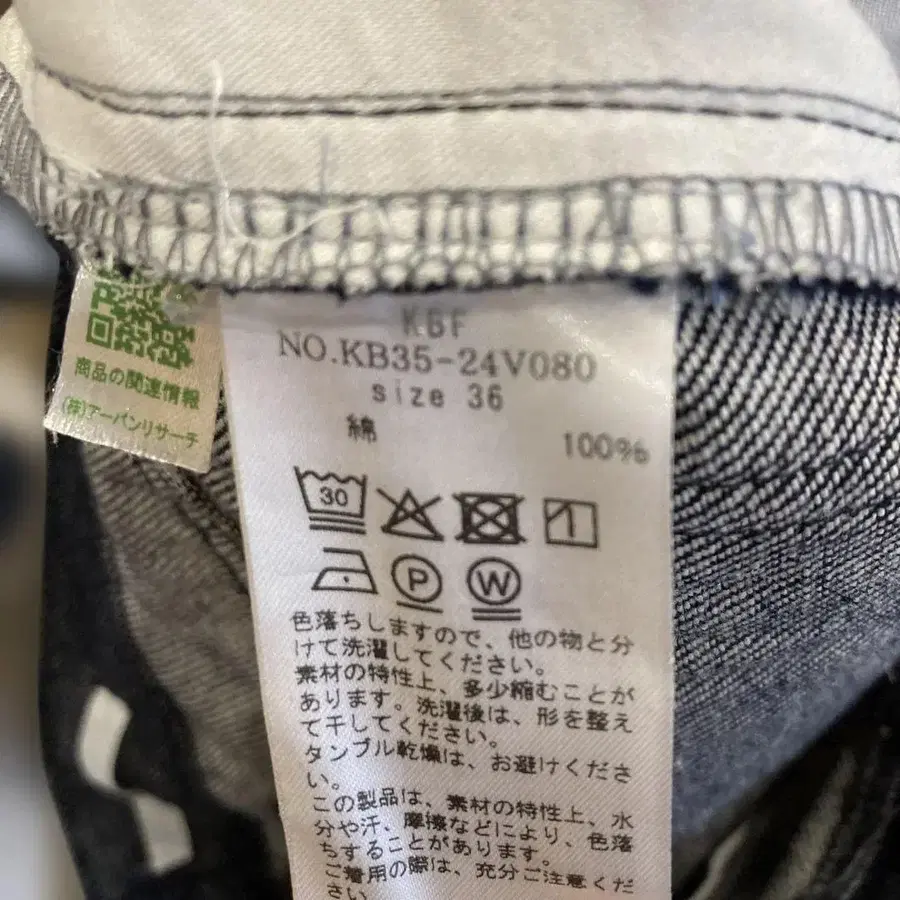 商品の関連情報
(株)アーバンリサーチ
KBF
NO.KB35-24V080
size 36
綿 100%
30
P W
色落ちしますので、他の物と分
けて洗濯してください。
素材の特性上、多少縮むことが
あります。洗濯後は、形を整え
て干してください。
タンブル乾燥は、お避けくださ
い。
この製品は、素材の特性上、水
分や汗、摩擦などにより、色落
ちすることがあります。
ご着用の際は、充分ご注意くだ
さい